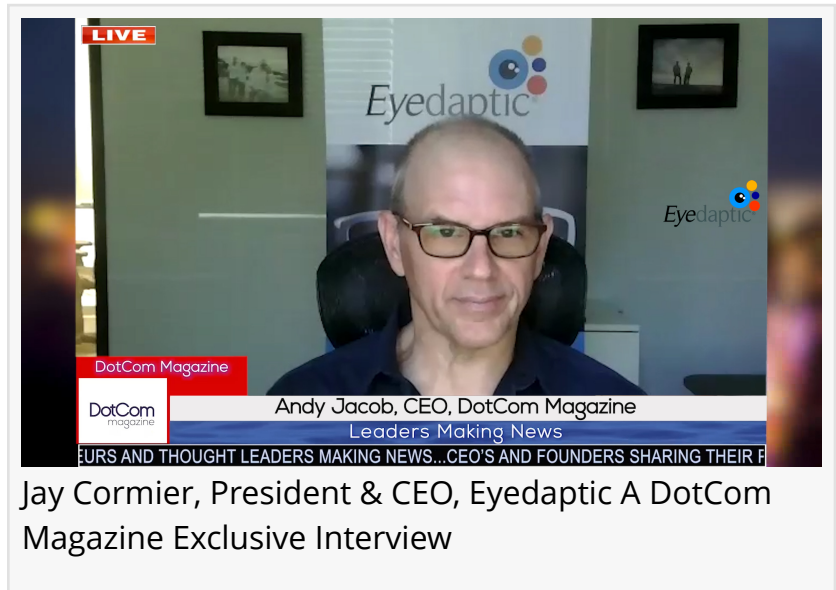 LIVE
Eyedaptic
Eyedaptic
DotCom Magazine
DotCom
magazine
Andy Jacob, CEO, DotCom Magazine
Leaders Making News
EURS AND THOUGHT LEADERS MAKING NEWS...CEO'S AND FOUNDERS SHARING THEIR
Jay Cormier, President & CEO, Eyedaptic A DotCom
Magazine Exclusive Interview